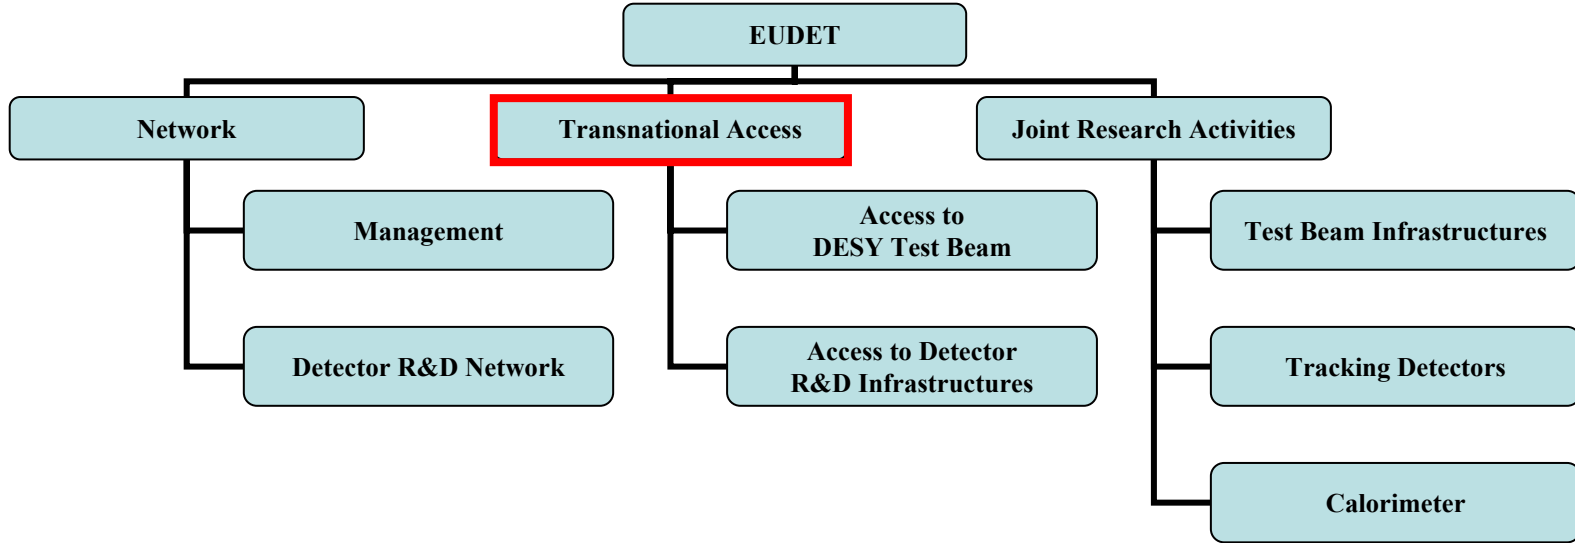 EUDET
Network
Transnational Access
Joint Research Activities
Management
Access to
DESY Test Beam
Test Beam Infrastructures
Detector R&D Network
Access to Detector
R&D Infrastructures
Tracking Detectors
Calorimeter